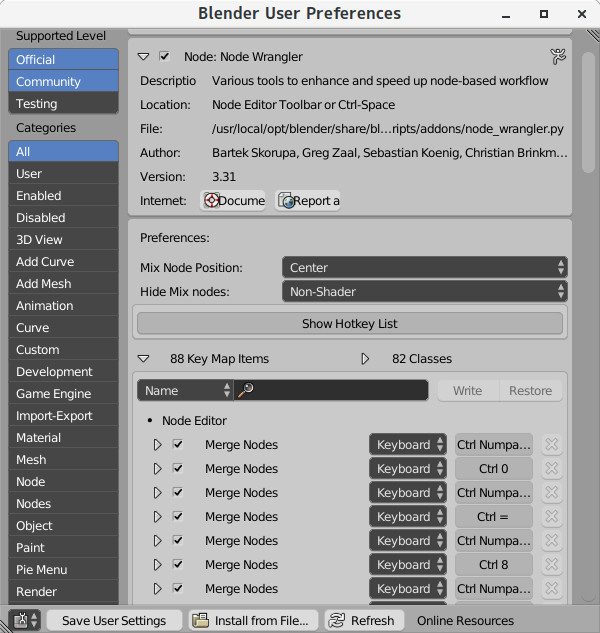 Blender User Preferences
Supported Level
Official
Community
Testing
Categories
All
User
Enabled
Disabled
3D View
Add Curve
Add Mesh
Animation
Curve
Custom
Development
Game Engine
Import-Export
Material
Mesh
Node
Nodes
Object
Paint
Pie Menu
Render
Node: Node Wrangler
Descriptio Various tools to enhance and speed up node-based workflow
Location: Node Editor Toolbar or Ctrl-Space
File: /usr/local/opt/blender/share/bl...ripts/addons/node_wrangler.py
Author: Bartek Skorupa, Greg Zaal, Sebastian Koenig, Christian Brinkm...
Version: 3.31
Internet: Docume Report a
Preferences:
Mix Node Position: Center
Hide Mix nodes: Non-Shader
Show Hotkey List
88 Key Map Items 82 Classes
Name Write Restore
Node Editor
Merge Nodes Keyboard Ctrl Numpa...
Merge Nodes Keyboard Ctrl 0
Merge Nodes Keyboard Ctrl Numpa...
Merge Nodes Keyboard Ctrl =
Merge Nodes Keyboard Ctrl Numpa...
Merge Nodes Keyboard Ctrl 8
Merge Nodes Keyboard Ctrl Numpa...
Save User Settings Install from File... Refresh Online Resources